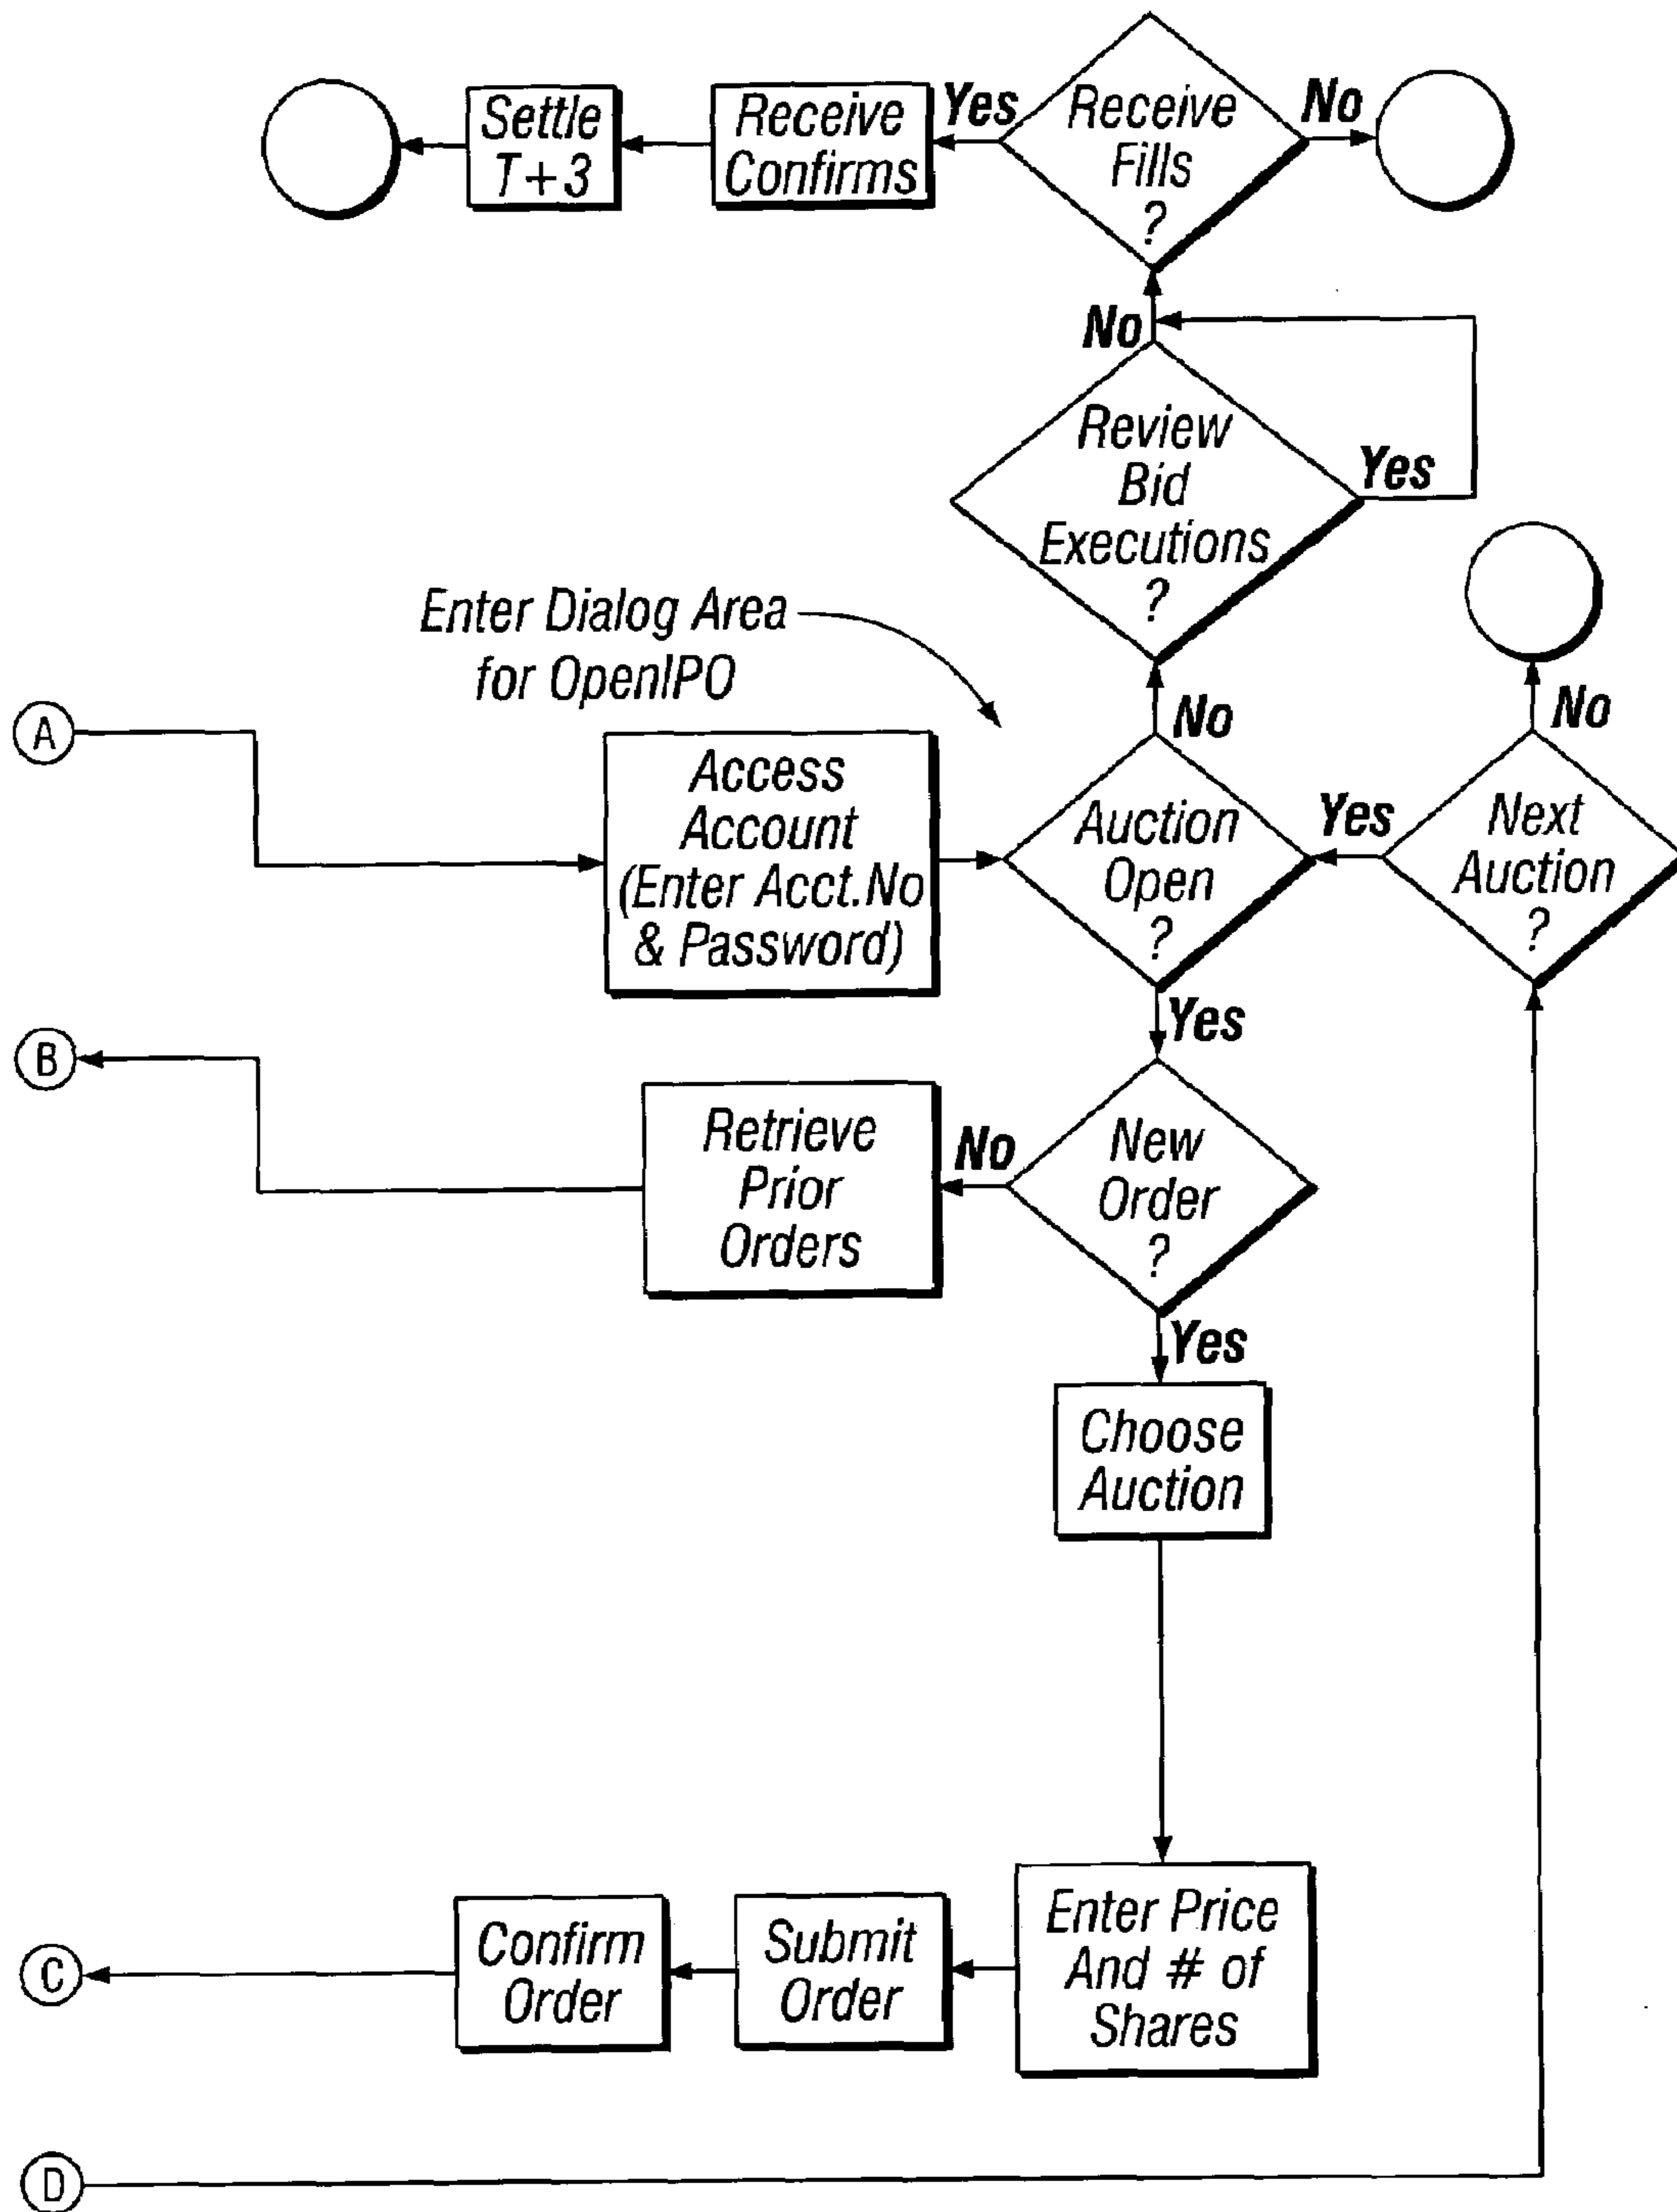 Settle
T+3
Receive
Confirms
Yes
Receive
Fills
?
No
No
Review
Bid
Executions
?
Yes
Enter Dialog Area
for OpenIPO
No
No
A
Access
Account
(Enter Acct.No
& Password)
Auction
Open
?
Yes
Next
Auction
?
Yes
B
Retrieve
Prior
Orders
No
New
Order
?
Yes
Choose
Auction
C
Confirm
Order
Submit
Order
Enter Price
And # of
Shares
D